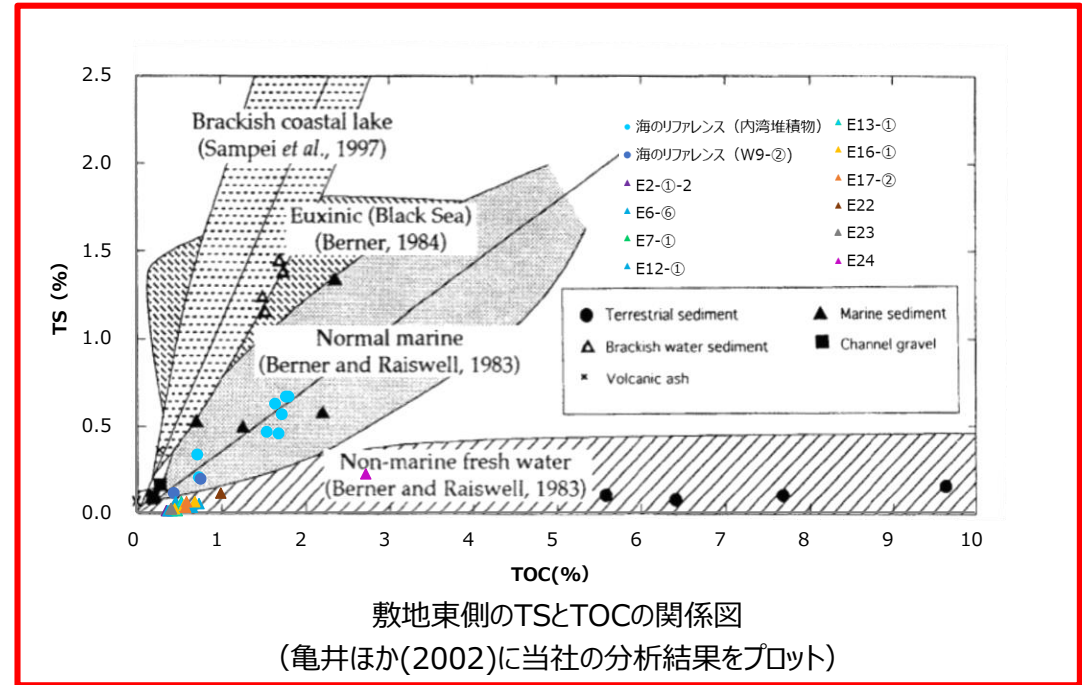 2.5
2.0
1.5
1.0
0.5
0.0
TS (%)
Brackish coastal lake
(Sampei et al., 1997)
Euxinic (Black Sea)
(Berner, 1984)
Normal marine
(Berner and Raiswell, 1983)
Non-marine fresh water
(Berner and Raiswell, 1983)
海のリファレンス（内湾堆積物）
海のリファレンス（W9-②）
E2-①-2
E6-⑥
E7-①
E12-①
E13-①
E16-①
E17-②
E22
E23
E24
Terrestrial sediment
Brackish water sediment
Volcanic ash
Marine sediment
Channel gravel
0 1 2 3 4 5 6 7 8 9 10
TOC(%)
敷地東側のTSとTOCの関係図
（亀井ほか(2002)に当社の分析結果をプロット）